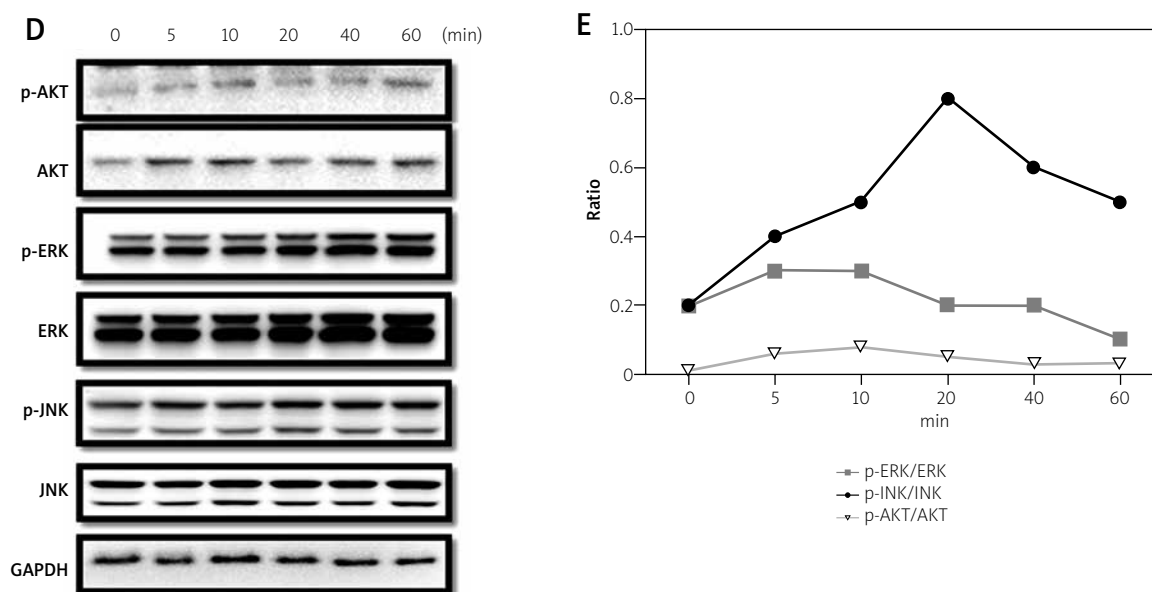 D
0 5 10 20 40 60 (min)
p-AKT
AKT
p-ERK
ERK
p-JNK
JNK
GAPDH
E
1.0
0.8
0.6
0.4
0.2
0
Ratio
0 5 10 20 40 60
min
p-ERK/ERK
p-INK/INK
p-AKT/AKT